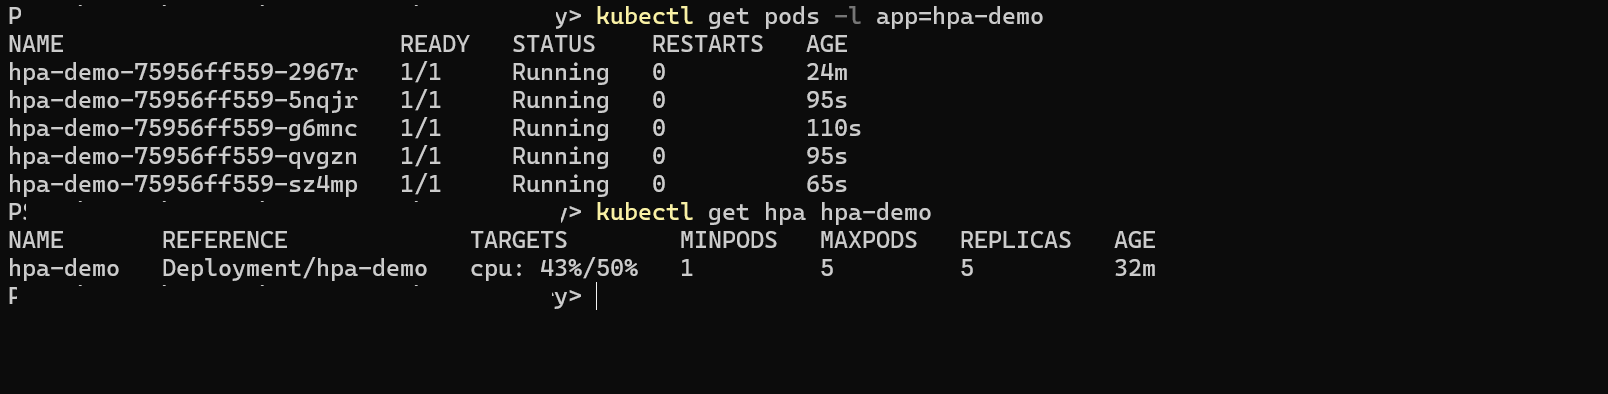 P y> kubectl get pods -l app=hpa-demo
NAME READY STATUS RESTARTS AGE
hpa-demo-75956ff559-2967r 1/1 Running 0 24m
hpa-demo-75956ff559-5nqjr 1/1 Running 0 95s
hpa-demo-75956ff559-g6mnc 1/1 Running 0 110s
hpa-demo-75956ff559-qvgzn 1/1 Running 0 95s
hpa-demo-75956ff559-sz4mp 1/1 Running 0 65s
PS > kubectl get hpa hpa-demo
NAME REFERENCE TARGETS MINPODS MAXPODS REPLICAS AGE
hpa-demo Deployment/hpa-demo cpu: 43%/50% 1 5 5 32m
P y>